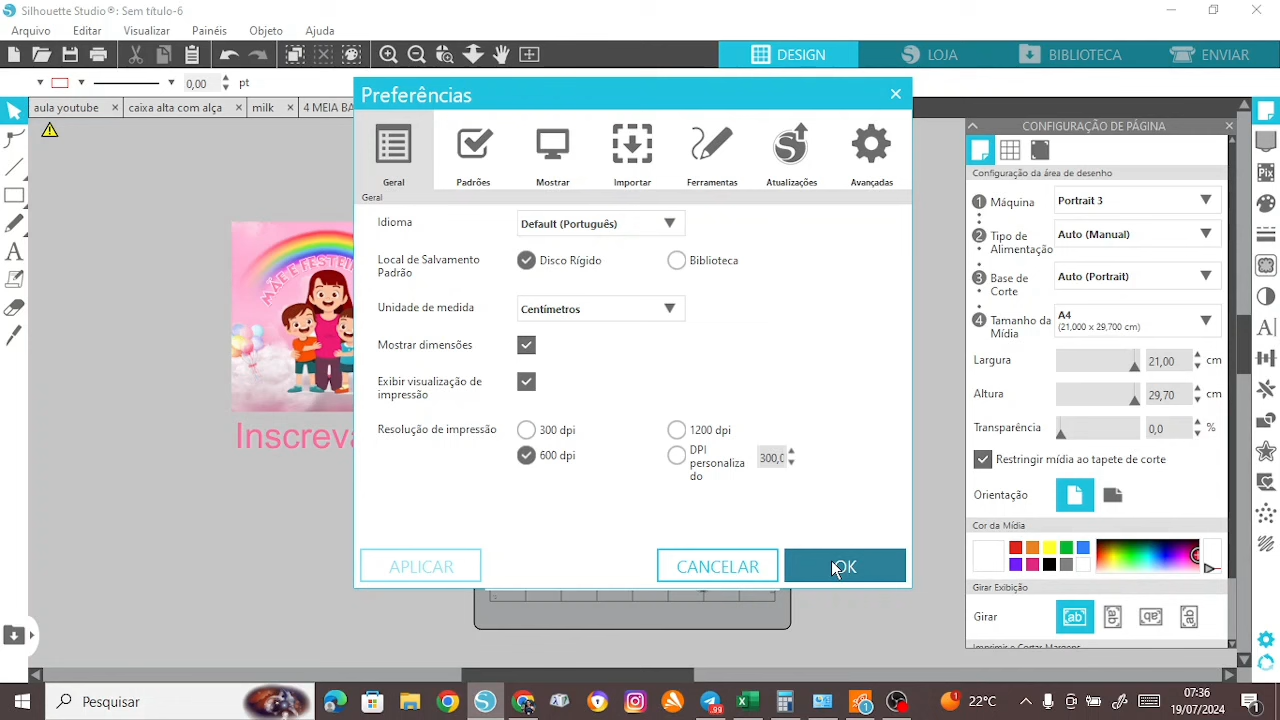 Silhouette Studio®: Sem título-6
Arquivo Editar Visualizar Painéis Objeto Ajuda
DESIGN LOJA BIBLIOTECA ENVIAR
0,00 pt
aula youtube caixa alta com alça milk 4 MEIA BA
Preferências
Geral Padrões Mostrar Importar Ferramentas Atualizações Avançadas
Geral
Idioma Default (Português)
Local de Salvamento
Padrão
Disco Rígido Biblioteca
Unidade de medida Centímetros
Mostrar dimensões
Exibir visualização de
impressão
Resolução de impressão 300 dpi 1200 dpi
600 dpi DPI
personaliza
do
300,
APLICAR CANCELAR OK
MÃE E FESTEI
Inscreva
CONFIGURAÇÃO DE PÁGINA
Configuração da área de desenho
1 Máquina Portrait 3
2 Tipo de
Alimentação
Auto (Manual)
3 Base de
Corte
Auto (Portrait)
4 Tamanho da
Mídia
A4
(21,000 x 29,700 cm)
Largura 21,00 cm
Altura 29,70 cm
Transparência 0,0 %
Restringir mídia ao tapete de corte
Orientação
Cor da Mídia
Girar Exibição
Girar
Imprimir e Cortar Margens
Pesquisar
22°C
07:36
19/07/2024